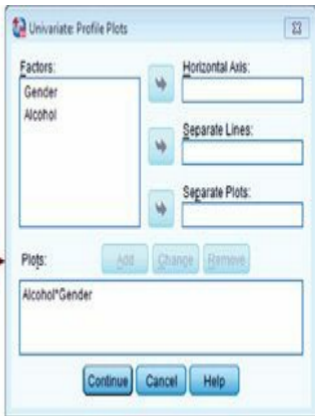 Univariate: Profile Plots
Factors:
Gender
Alcohol
Horizontal Axis:
Separate Lines:
Separate Plots:
Plots:
Add Change Remove
Alcohol*Gender
Continue Cancel Help